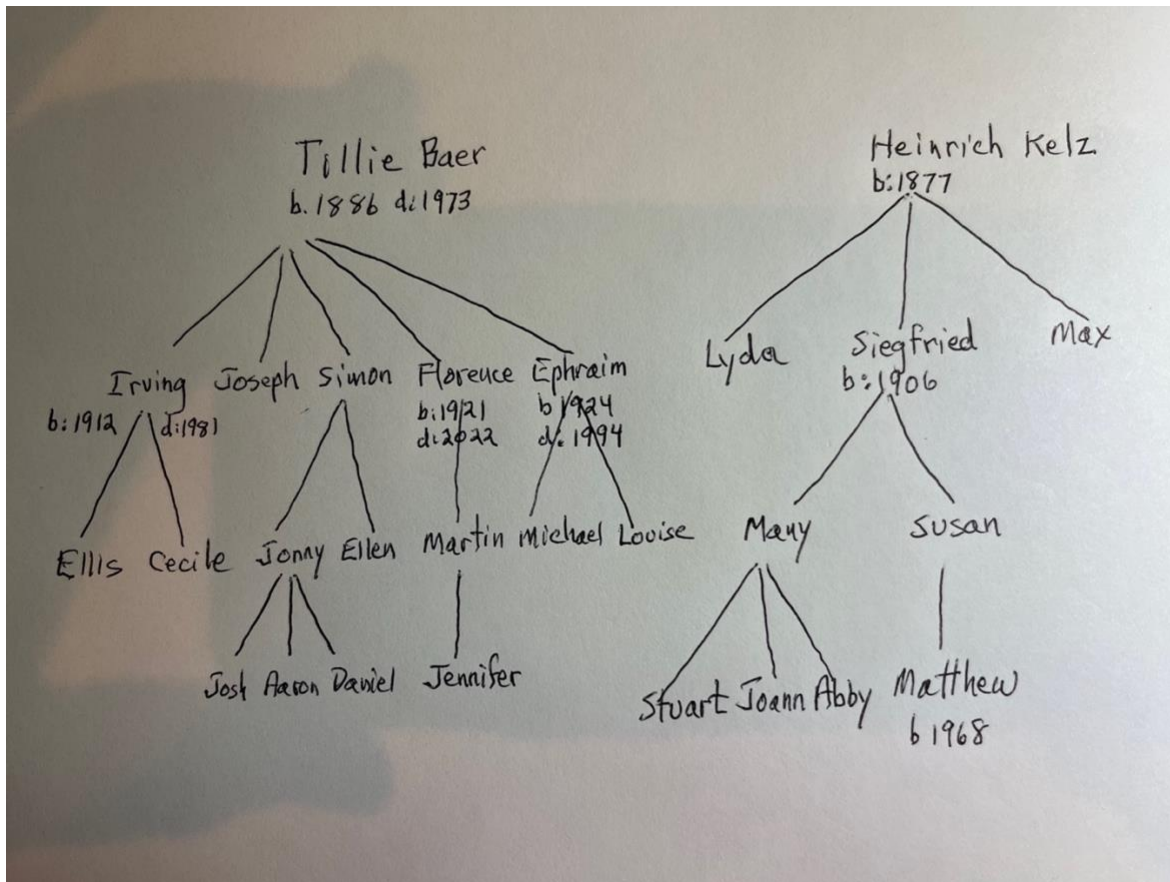 Tillie Baer
b. 1886 d: 1973
Heinrich Kelz
b: 1877
Irving Joseph Simon Florence Ephraim
b: 1912 d: 1981
b: 1921
d: 2022
b 1924
d: 1994
Lyda Siegfried Max
b: 1906
Ellis Cecile Jonny Ellen Martin Michael Louise
Many Susan
Josh Aaron Daniel Jennifer
Stuart Joann Abby Matthew
b 1968